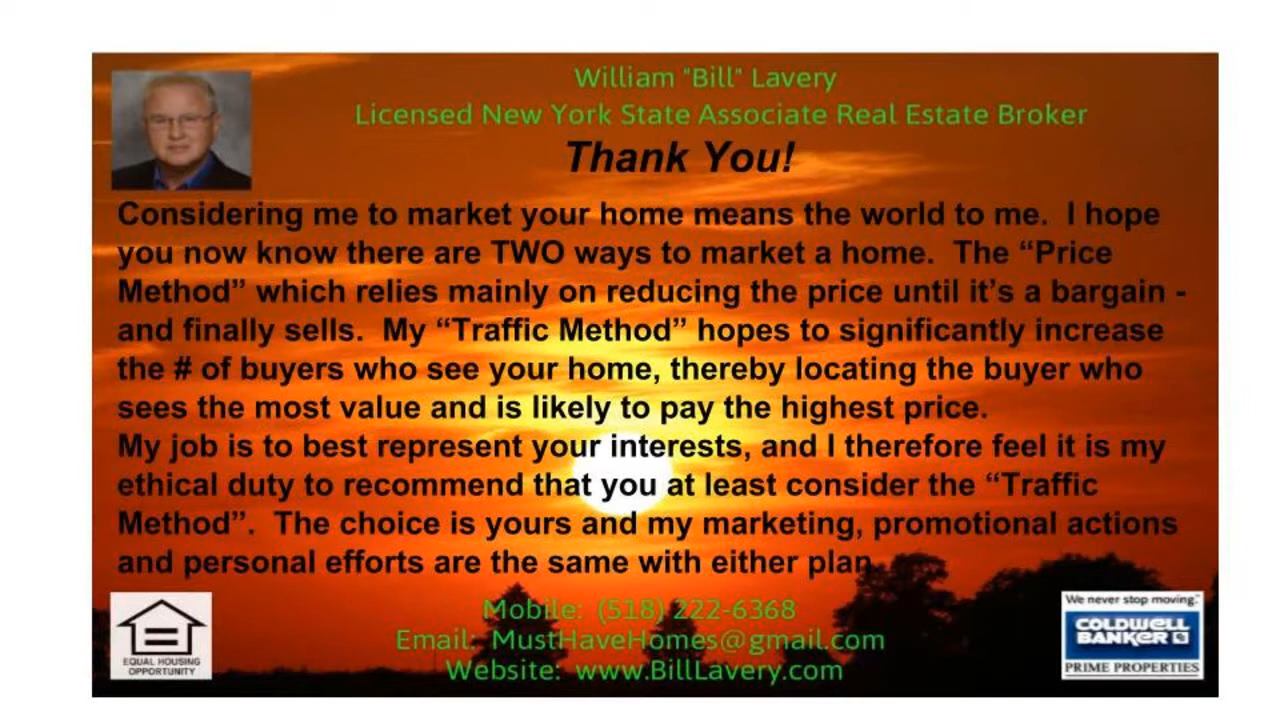 William "Bill" Lavery
Licensed New York State Associate Real Estate Broker
Thank You!
Considering me to market your home means the world to me.  I hope
you now know there are TWO ways to market a home.  The “Price
Method” which relies mainly on reducing the price until it’s a bargain -
and finally sells.  My “Traffic Method” hopes to significantly increase
the # of buyers who see your home, thereby locating the buyer who
sees the most value and is likely to pay the highest price.
My job is to best represent your interests, and I therefore feel it is my
ethical duty to recommend that you at least consider the “Traffic
Method”.  The choice is yours and my marketing, promotional actions
and personal efforts are the same with either plan.
Mobile:  (518) 222-6368
Email:  MustHaveHomes@gmail.com
Website:  www.BillLavery.com
EQUAL HOUSING
OPPORTUNITY
We never stop moving.™
COLDWELL
BANKER
PRIME PROPERTIES